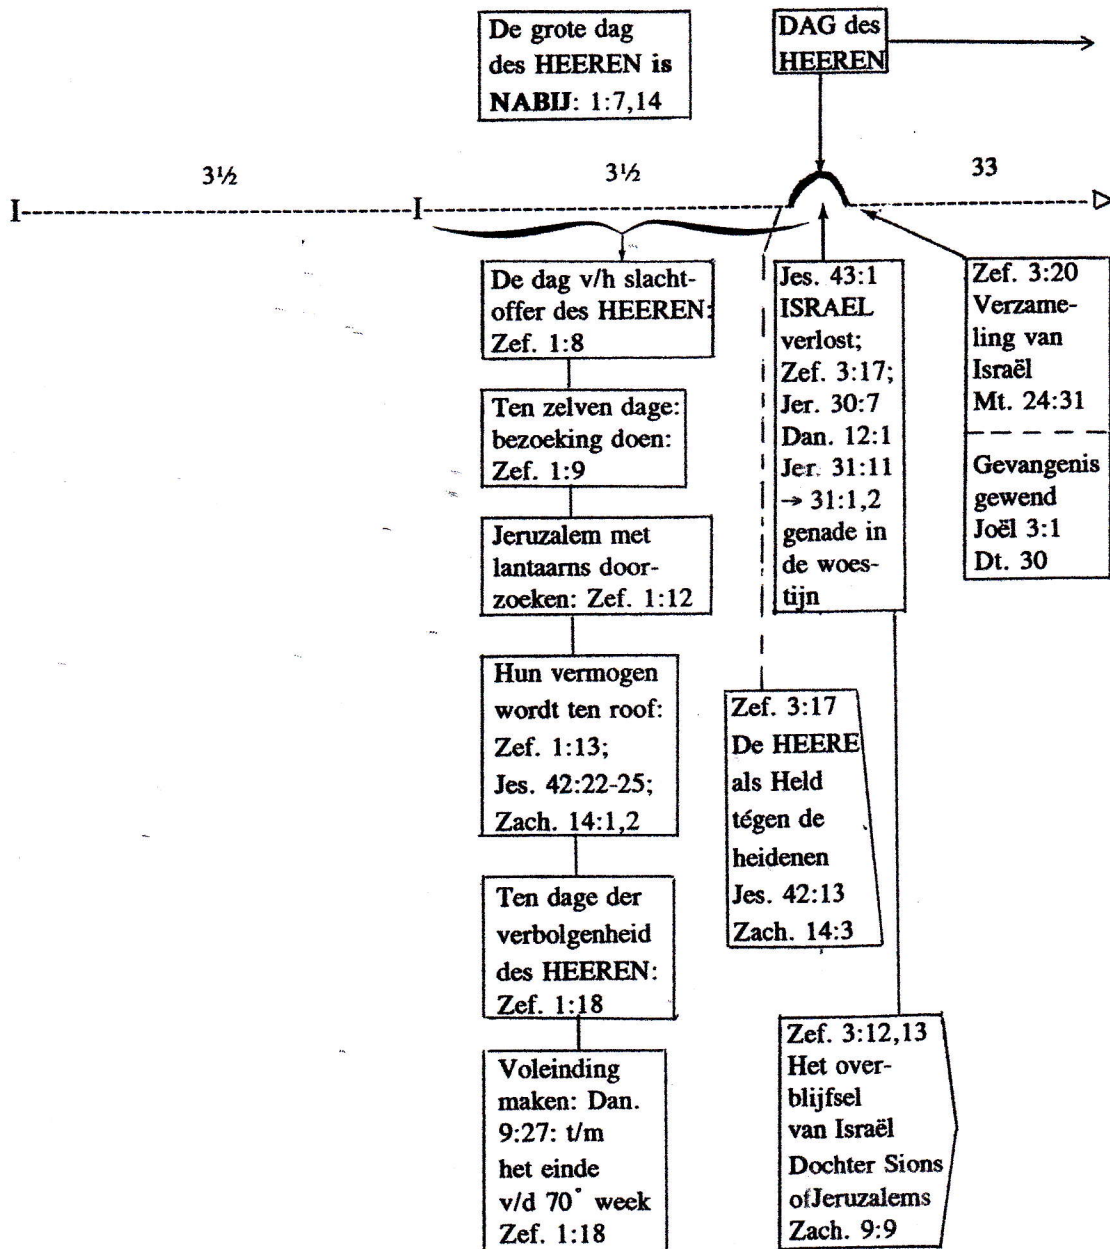 De grote dag
des HEEREN is
NABIJ: 1:7,14
DAG des
HEEREN
3½
3½
33
De dag v/h slacht-
offer des HEEREN:
Zef. 1:8
Ten zelven dage:
bezoeking doen:
Zef. 1:9
Jeruzalem met
lantaarns door-
zoeken: Zef. 1:12
Hun vermogen
wordt ten roof:
Zef. 1:13;
Jes. 42:22-25;
Zach. 14:1,2
Ten dage der
verbolgenheid
des HEEREN:
Zef. 1:18
Voleinding
maken: Dan.
9:27: t/m
het einde
v/d 70° week
Zef. 1:18
Jes. 43:1
ISRAEL
verlost;
Zef. 3:17;
Jer. 30:7
Dan. 12:1
Jer. 31:11
→ 31:1,2
genade in
de woes-
tijn
Zef. 3:17
De HEERE
als Held
tégen de
heidenen
Jes. 42:13
Zach. 14:3
Zef. 3:12,13
Het over-
blijfsel
van Israël
Dochter Sions
ofJeruzalems
Zach. 9:9
Zef. 3:20
Verzame-
ling van
Israël
Mt. 24:31
Gevangenis
gewend
Joël 3:1
Dt. 30